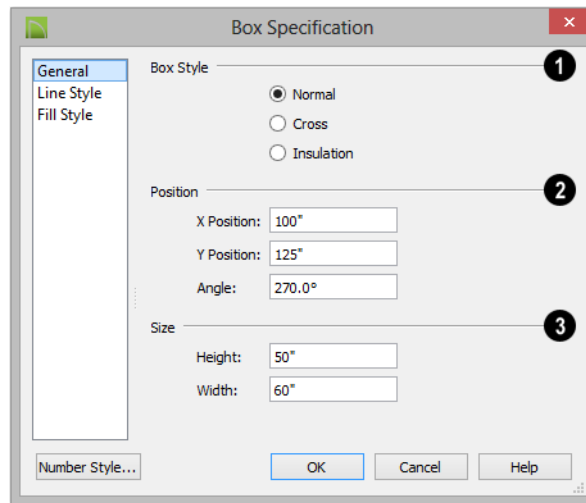 Box Specification
General
Line Style
Fill Style
Box Style
1
Normal
Cross
Insulation
Position
2
X Position: 100"
Y Position: 125"
Angle: 270.0°
Size
3
Height: 50"
Width: 60"
Number Style...
OK
Cancel
Help